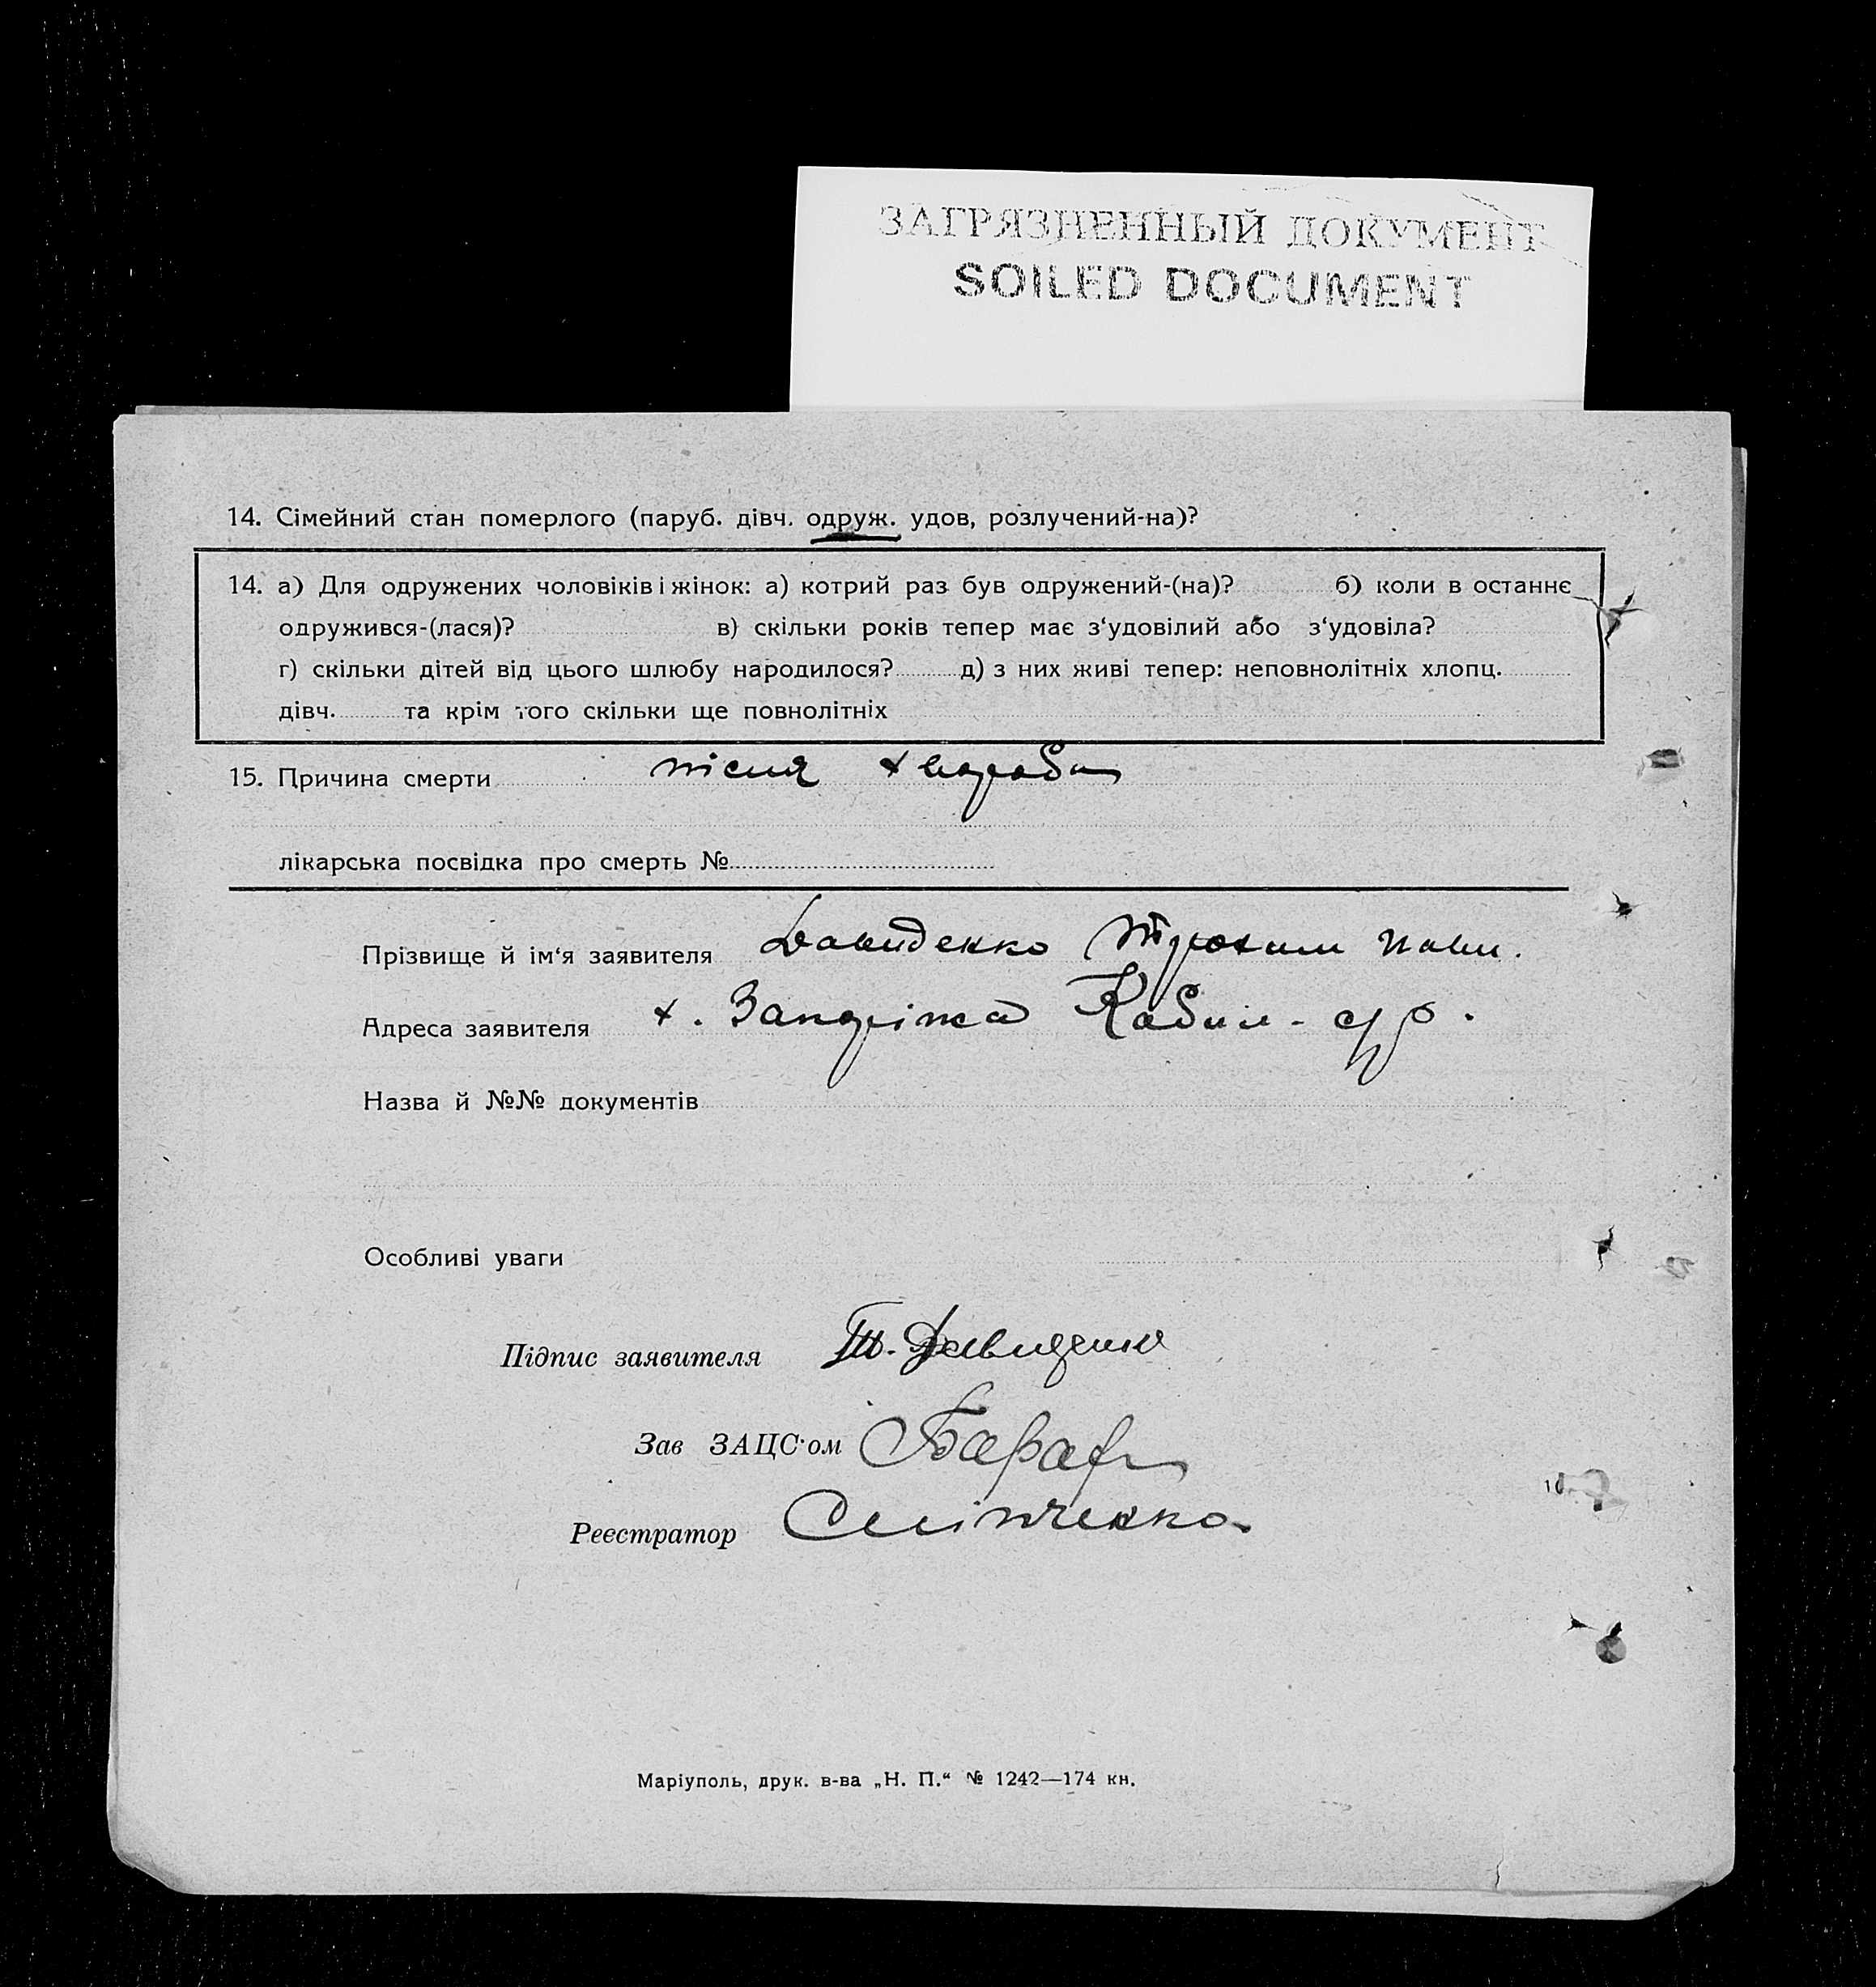 ЗАГРЯЗНЕННЫЙ ДОКУМЕНТ
SOILED DOCUMENT
14. Сімейний стан померлого (паруб. дівч. одруж. удов, розлучений-на)?
14. а) Для одружених чоловіків і жінок: а) котрий раз був одружений-(на)? б) коли в останнє
одружився-(лася)? в) скільки років тепер має з‘удовілий або з‘удовіла?
г) скільки дітей від цього шлюбу народилося? д) з них живі тепер: неповнолітніх хлопц.
дівч. та крім того скільки ще повнолітніх
15. Причина смерти після хвороби
лікарська посвідка про смерть №
Прізвище й ім‘я заявителя Давиденко Трохим
Адреса заявителя х.
Назва й №№ документів
Особливі уваги
Підпис заявителя Т. Давиденко
Зав ЗАЦС‘ом
Реєстратор
Маріуполь, друк. в-ва „Н. П.“ № 1242—174 кн.